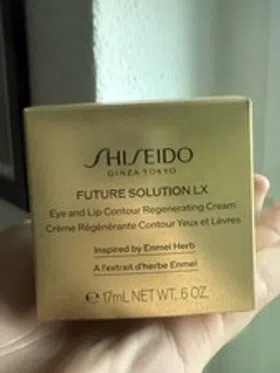 SHISEIDO
GINZA TOKYO
FUTURE SOLUTION LX
Eye and Lip Contour Regenerating Cream
Crème Régénérante Contour Yeux et Lèvres
Inspired by Enmei Herb
A l'extrait d'herbe Enmei
℮ 17mL NET WT. .6 OZ.